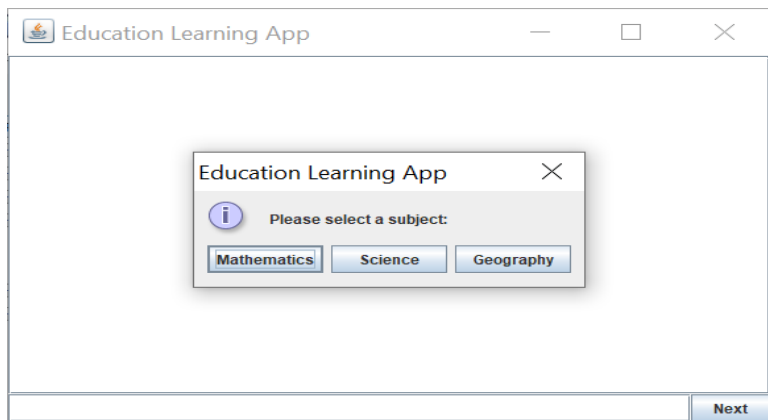 Education Learning App
Education Learning App
i
Please select a subject:
Mathematics Science Geography
Next